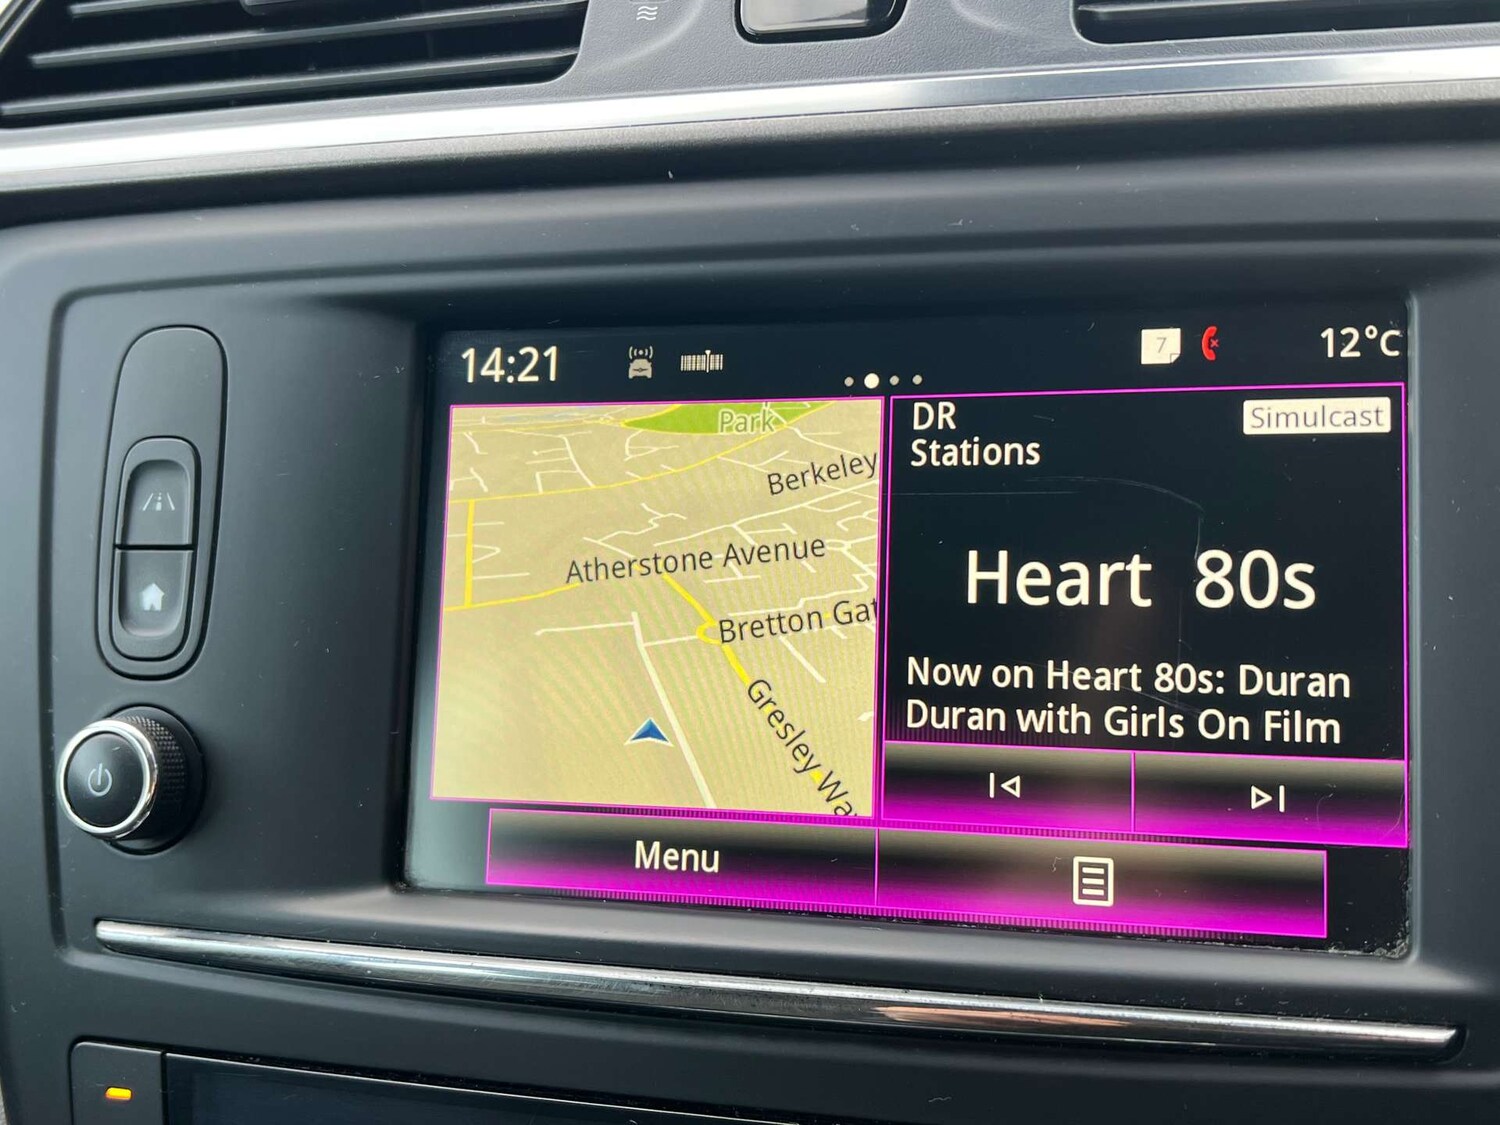 14:21
7
12°C
Park
Berkeley
Atherstone Avenue
Bretton Gat
Gresley Wa
DR
Stations
Simulcast
Heart 80s
Now on Heart 80s: Duran
Duran with Girls On Film
Menu